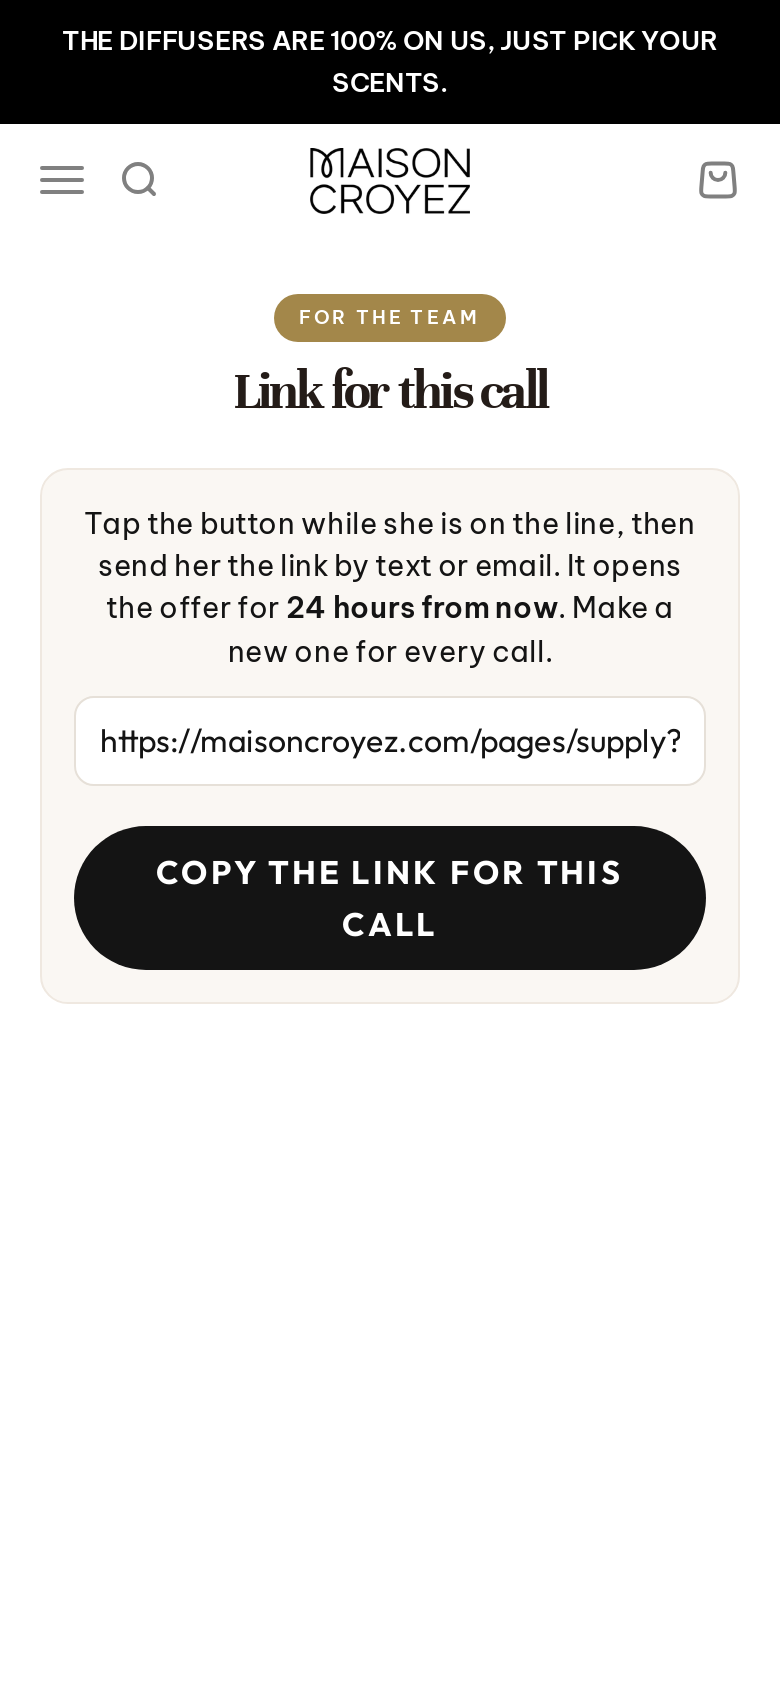 THE DIFFUSERS ARE 100% ON US, JUST PICK YOUR
SCENTS.
MAISON
CROYEZ
FOR THE TEAM
Link for this call
Tap the button while she is on the line, then
send her the link by text or email. It opens
the offer for 24 hours from now. Make a
new one for every call.
https://maisoncroyez.com/pages/supply?
COPY THE LINK FOR THIS
CALL